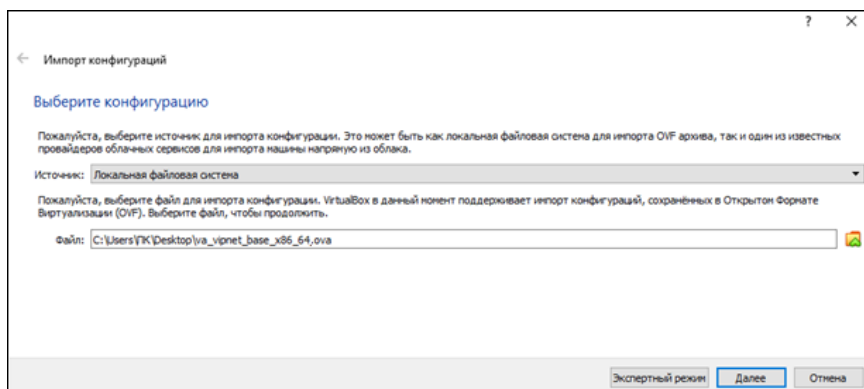 Импорт конфигураций
Выберите конфигурацию
Пожалуйста, выберите источник для импорта конфигурации. Это может быть как локальная файловая система для импорта OVF архива, так и один из известных
провайдеров облачных сервисов для импорта машины напрямую из облака.
Источник: Локальная файловая система
Пожалуйста, выберите файл для импорта конфигурации. VirtualBox в данный момент поддерживает импорт конфигураций, сохранённых в Открытом Формате
Виртуализации (OVF). Выберите файл, чтобы продолжить.
Файл: C:\Users\ПК\Desktop\va_vipnet_base_x86_64.ova
Экспертный режим Далее Отмена